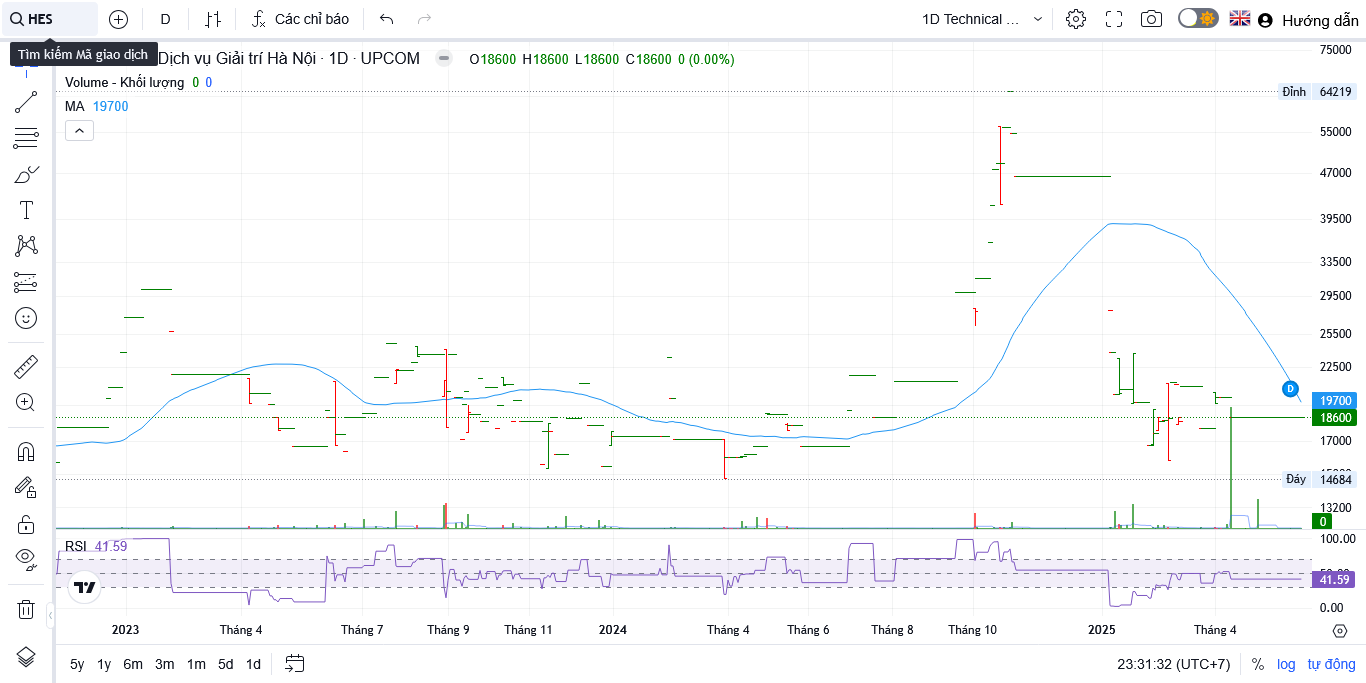 HES
D
Các chỉ báo
1D Technical ...
Hướng dẫn
Tìm kiếm Mã giao dịch
Dịch vụ Giải trí Hà Nội · 1D · UPCOM
O18600 H18600 L18600 C18600 0 (0.00%)
Volume - Khối lượng 0 0
MA 19700
75000
Đỉnh 64219
55000
47000
39500
33500
29500
25500
22500
D
19700
18600
17000
Đáy 14684
13200
0
RSI 41.59
100.00
41.59
0.00
2023
Tháng 4
Tháng 7
Tháng 9
Tháng 11
2024
Tháng 4
Tháng 6
Tháng 8
Tháng 10
2025
Tháng 4
5y 1y 6m 3m 1m 5d 1d
23:31:32 (UTC+7)
% log tự động